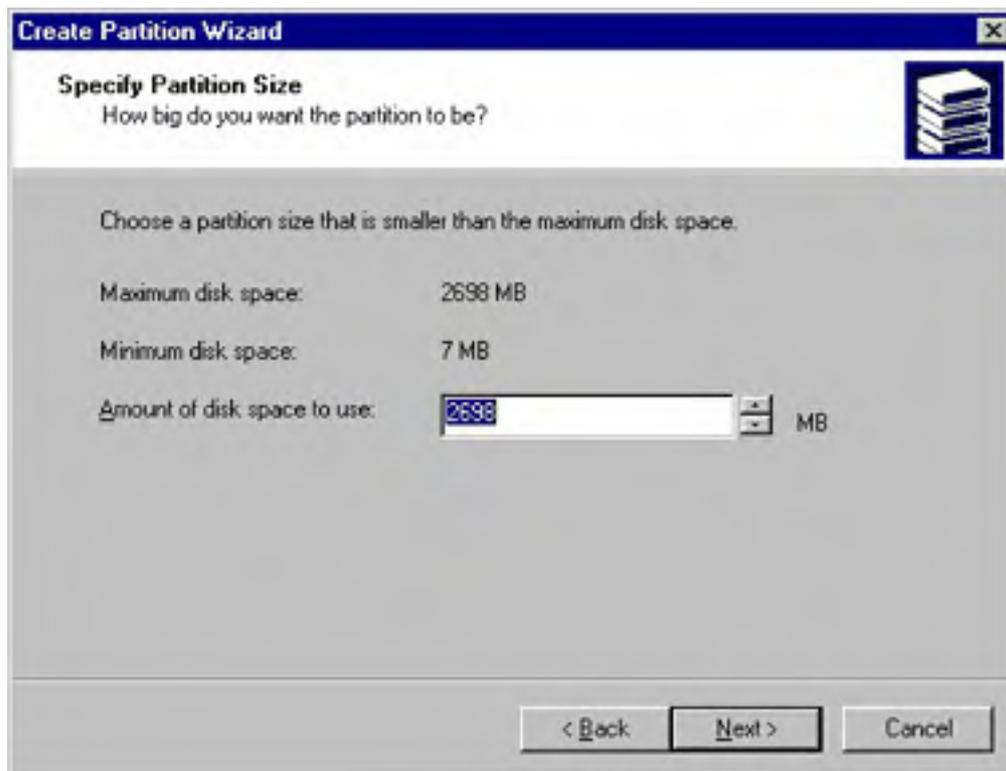 Create Partition Wizard
Specify Partition Size
How big do you want the partition to be?
Choose a partition size that is smaller than the maximum disk space.
Maximum disk space: 2698 MB
Minimum disk space: 7 MB
Amount of disk space to use: 2698 MB
< Back Next > Cancel